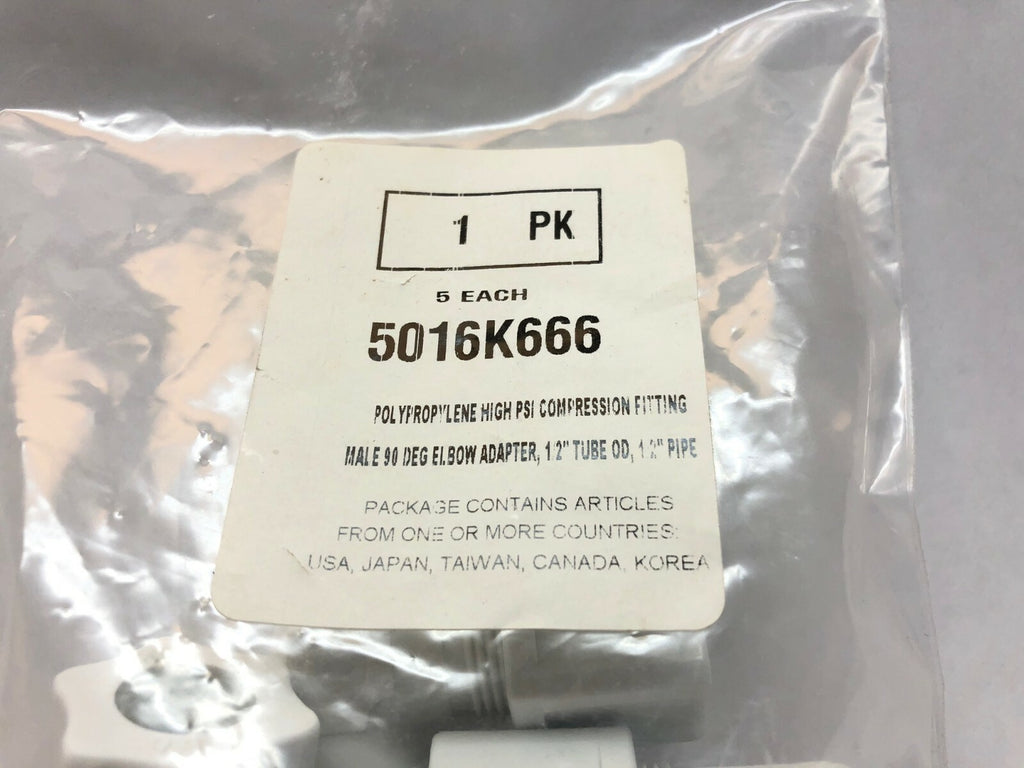 1 PK
5 EACH
5016K666
POLYPROPYLENE HIGH PSI COMPRESSION FITTING
MALE 90 DEG ELBOW ADAPTER, 1/2" TUBE OD, 1/2" PIPE
PACKAGE CONTAINS ARTICLES
FROM ONE OR MORE COUNTRIES:
USA, JAPAN, TAIWAN, CANADA, KOREA